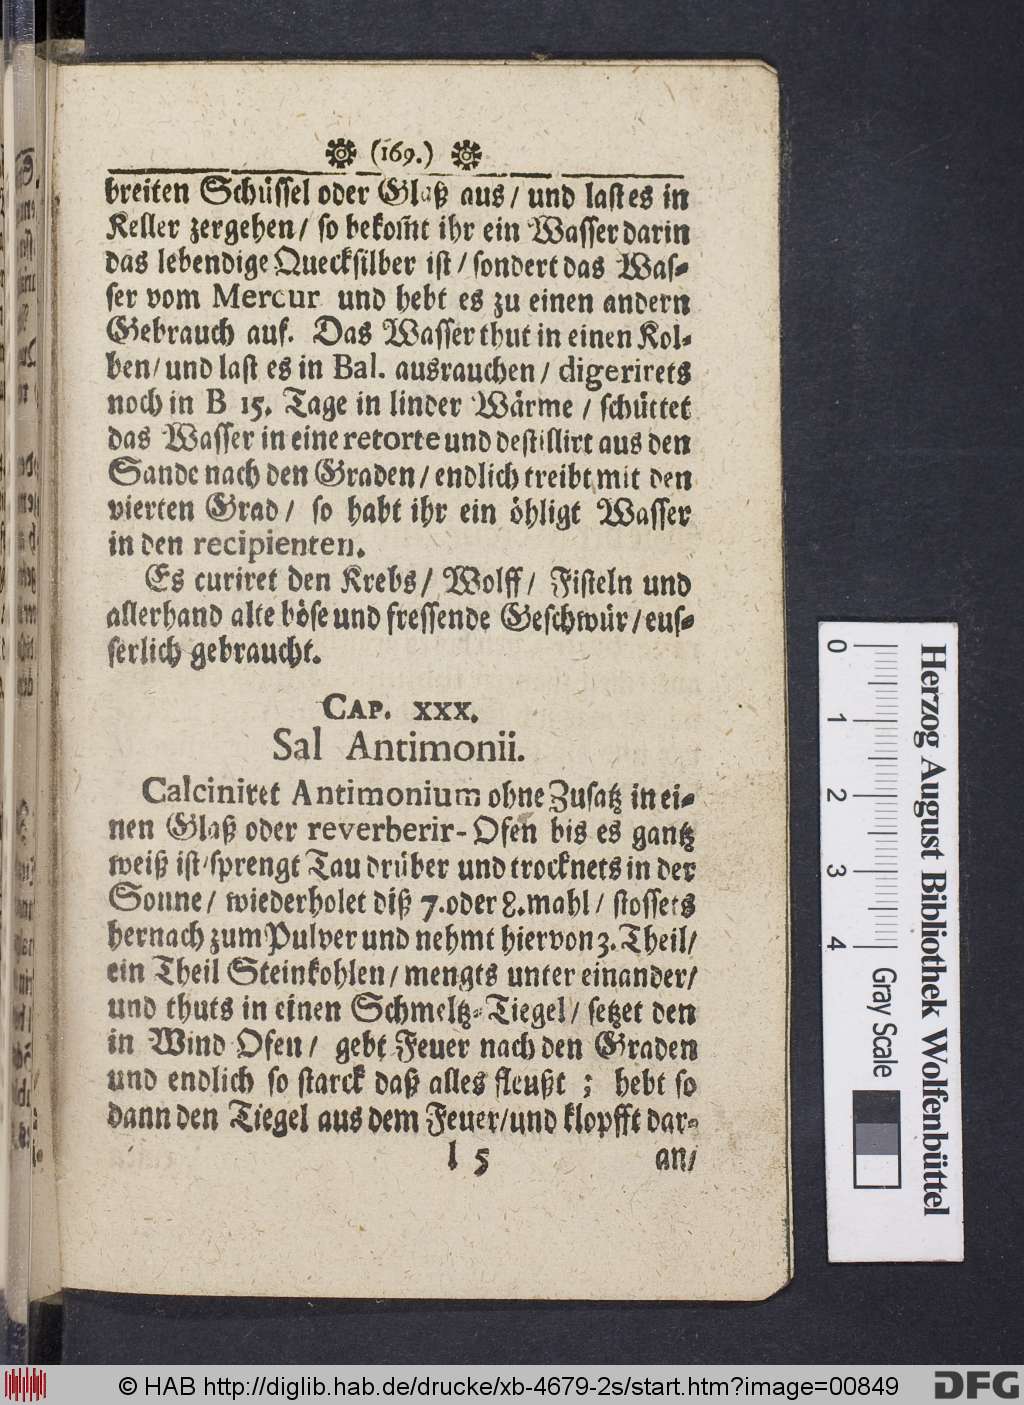 (169.)
breiten Schüssel oder Glaß aus / und last es in
Keller zergehen / so bekom̃t ihr ein Wasser darin
das lebendige Quecksilber ist / sondert das Was⸗
ser vom Mercur und hebt es zu einen andern
Gebrauch auf. Das Wasser thut in einen Kol⸗
ben / und last es in Bal. ausrauchen / digerirets
noch in B 15. Tage in linder Wärme / schüttet
das Wasser in eine retorte und destillirt aus den
Sande nach den Graden / endlich treibt mit den
vierten Grad / so habt ihr ein öhligt Wasser
in den recipienten.
Es curiret den Krebs / Wolff / Fisteln und
allerhand alte böse und fressende Geschwür / eus⸗
serlich gebraucht.
CAP. XXX.
Sal Antimonii.
Calciniret Antimonium ohne Zusatz in ei⸗
nen Glaß oder reverberir-Ofen bis es gantz
weiß ist / sprengt Tau drüber und trocknets in der
Sonne / wiederholet diß 7. oder 8. mahl / stossets
hernach zum Pulver und nehmt hiervon 3. Theil /
ein Theil Steinkohlen / mengts unter einander /
und thuts in einen Schmeltz⸗Tiegel / setzet den
in Wind Ofen / gebt Feuer nach den Graden
und endlich so starck daß alles fleußt ; hebt so
dann den Tiegel aus dem Feuer / und klopfft dar⸗
l 5 an /
0 1 2 3 4 Gray Scale
Herzog August Bibliothek Wolfenbüttel
© HAB http://diglib.hab.de/drucke/xb-4679-2s/start.htm?image=00849 DFG